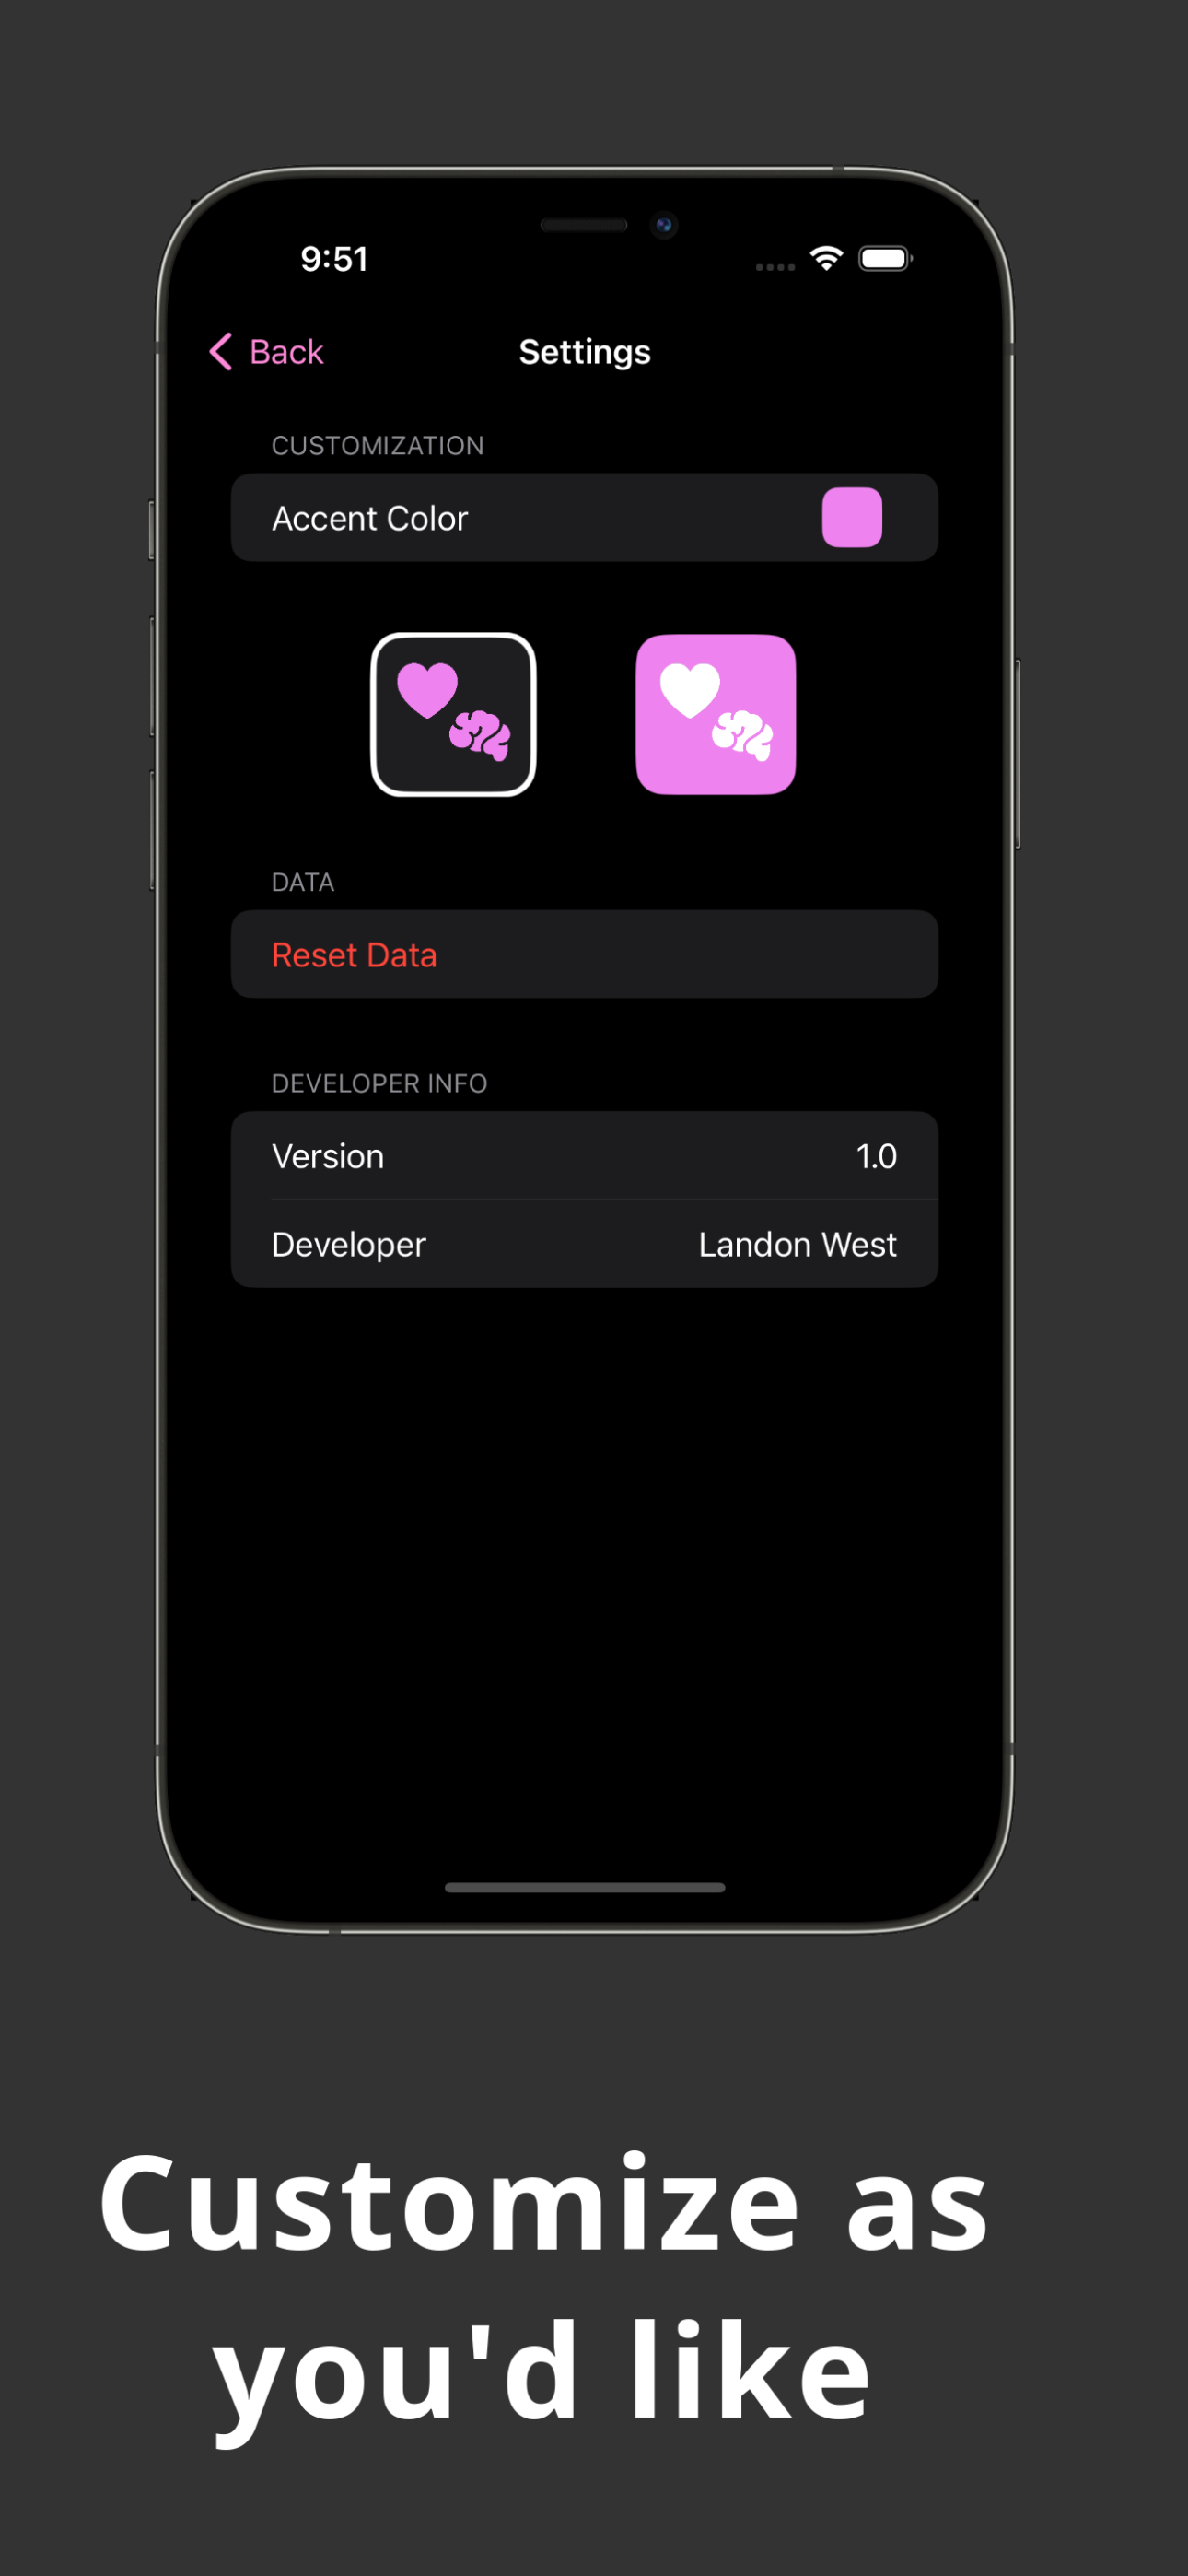 9:51
Back
Settings
CUSTOMIZATION
Accent Color
DATA
Reset Data
DEVELOPER INFO
Version 1.0
Developer Landon West
Customize as
you'd like